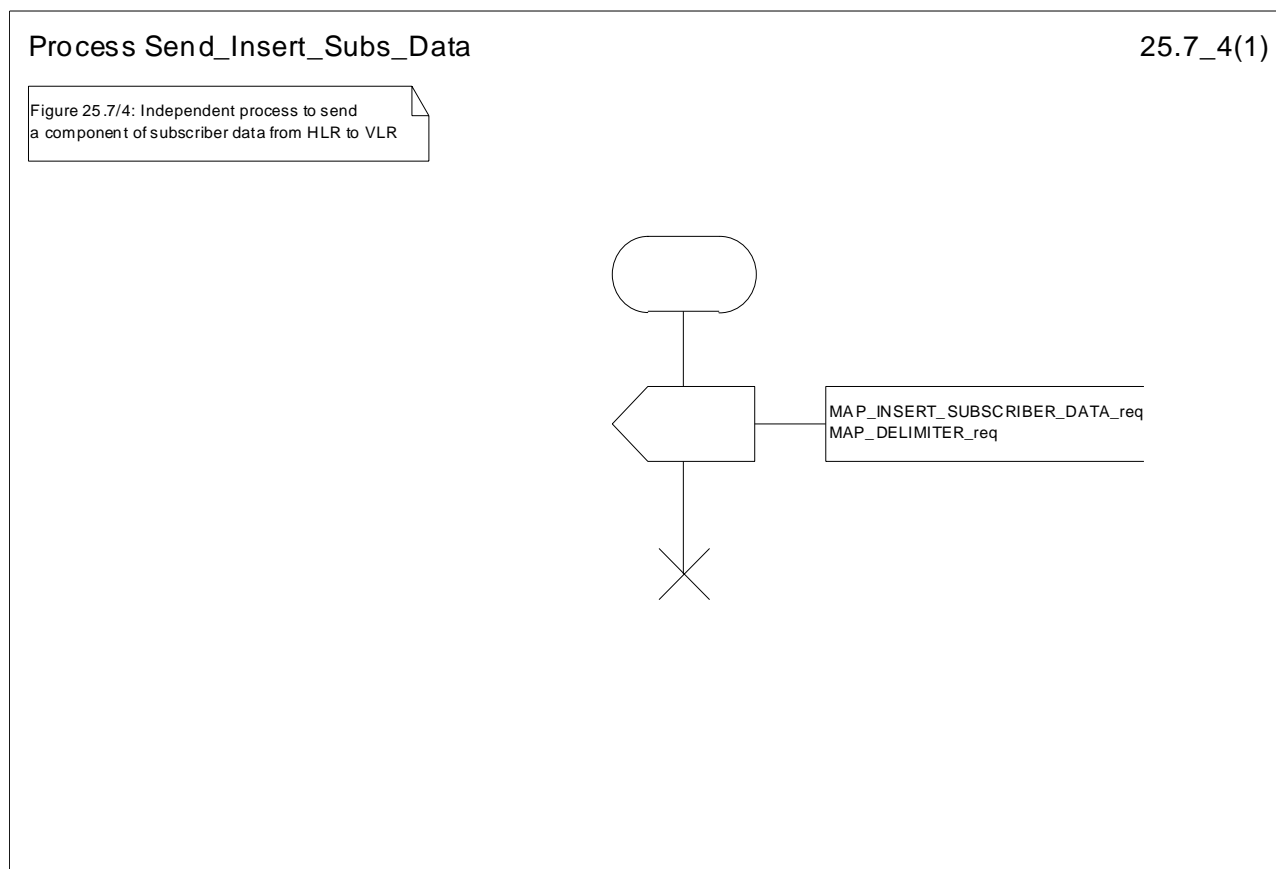 Process Send_Insert_Subs_Data
25.7_4(1)
Figure 25.7/4: Independent process to send
a component of subscriber data from HLR to VLR
MAP_INSERT_SUBSCRIBER_DATA_req
MAP_DELIMITER_req